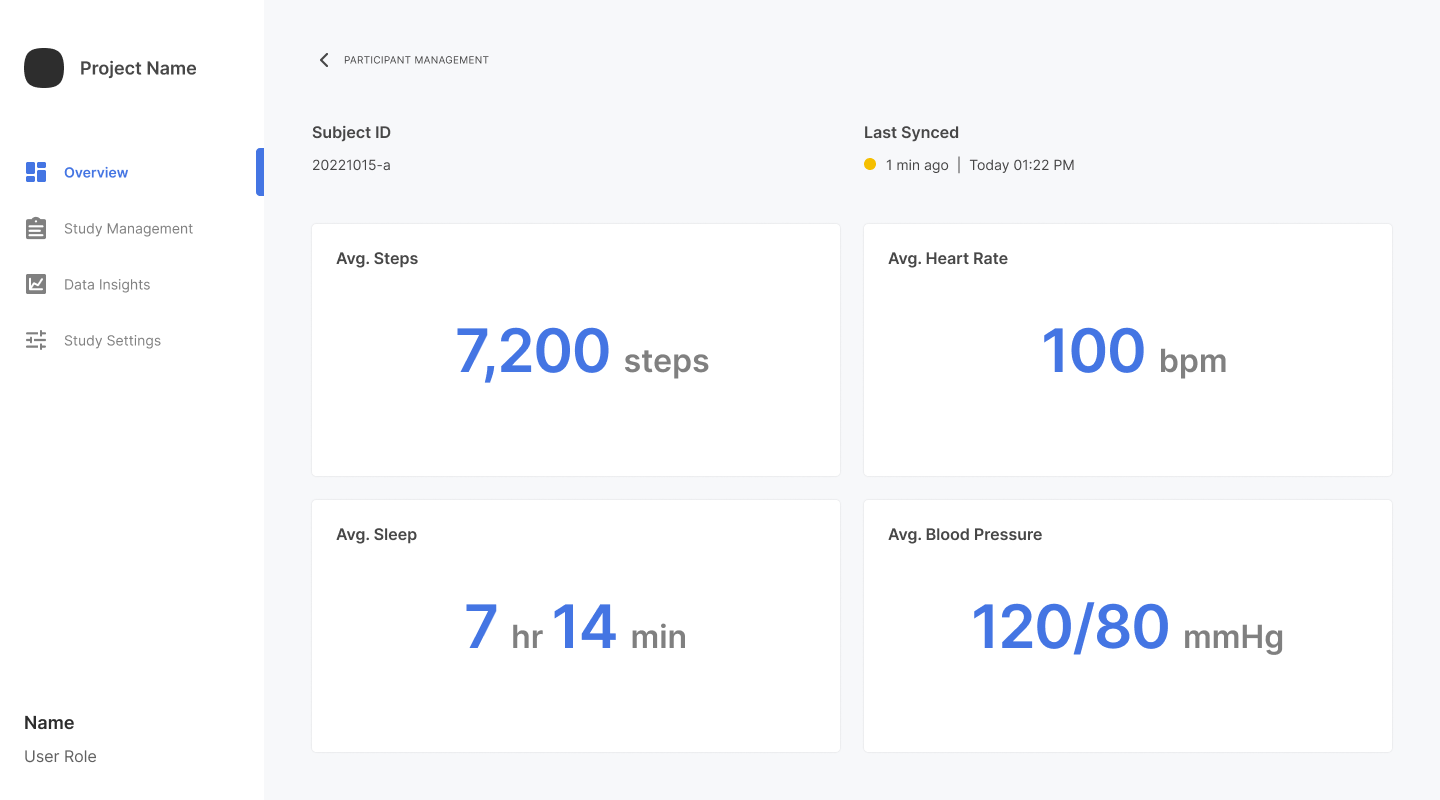 Project Name
Overview
Study Management
Data Insights
Study Settings
Name
User Role
PARTICIPANT MANAGEMENT
Subject ID
20221015-a
Last Synced
1 min ago | Today 01:22 PM
Avg. Steps
7,200 steps
Avg. Heart Rate
100 bpm
Avg. Sleep
7 hr 14 min
Avg. Blood Pressure
120/80 mmHg